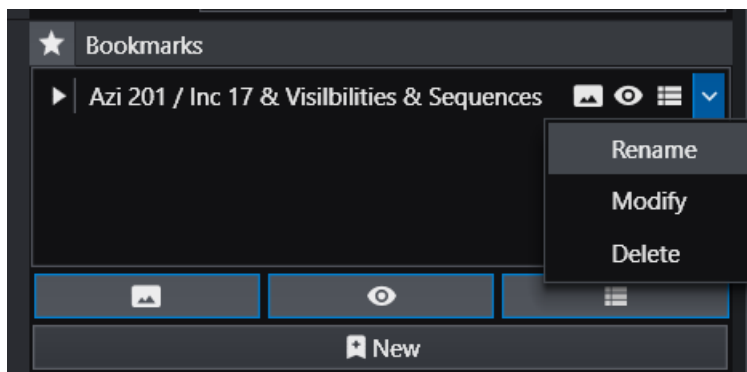 Bookmarks
Azi 201 / Inc 17 & Visilbilities & Sequences
Rename
Modify
Delete
New